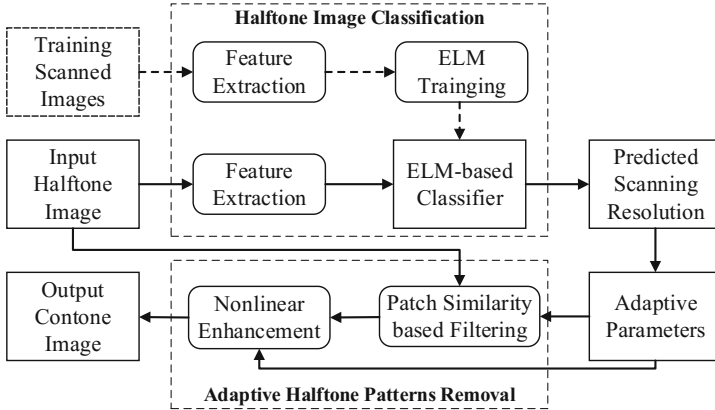 Halftone Image Classification
Training
Scanned
Images
Feature
Extraction
ELM
Trainging
Input
Halftone
Image
Feature
Extraction
ELM-based
Classifier
Predicted
Scanning
Resolution
Output
Contone
Image
Nonlinear
Enhancement
Patch Similarity
based Filtering
Adaptive
Parameters
Adaptive Halftone Patterns Removal